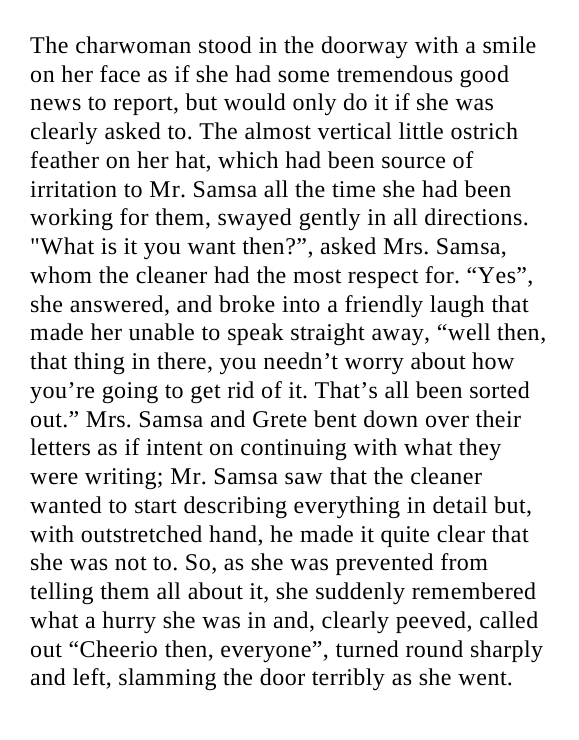 The charwoman stood in the doorway with a smile
on her face as if she had some tremendous good
news to report, but would only do it if she was
clearly asked to. The almost vertical little ostrich
feather on her hat, which had been source of
irritation to Mr. Samsa all the time she had been
working for them, swayed gently in all directions.
"What is it you want then?”, asked Mrs. Samsa,
whom the cleaner had the most respect for. “Yes”,
she answered, and broke into a friendly laugh that
made her unable to speak straight away, “well then,
that thing in there, you needn’t worry about how
you’re going to get rid of it. That’s all been sorted
out.” Mrs. Samsa and Grete bent down over their
letters as if intent on continuing with what they
were writing; Mr. Samsa saw that the cleaner
wanted to start describing everything in detail but,
with outstretched hand, he made it quite clear that
she was not to. So, as she was prevented from
telling them all about it, she suddenly remembered
what a hurry she was in and, clearly peeved, called
out “Cheerio then, everyone”, turned round sharply
and left, slamming the door terribly as she went.